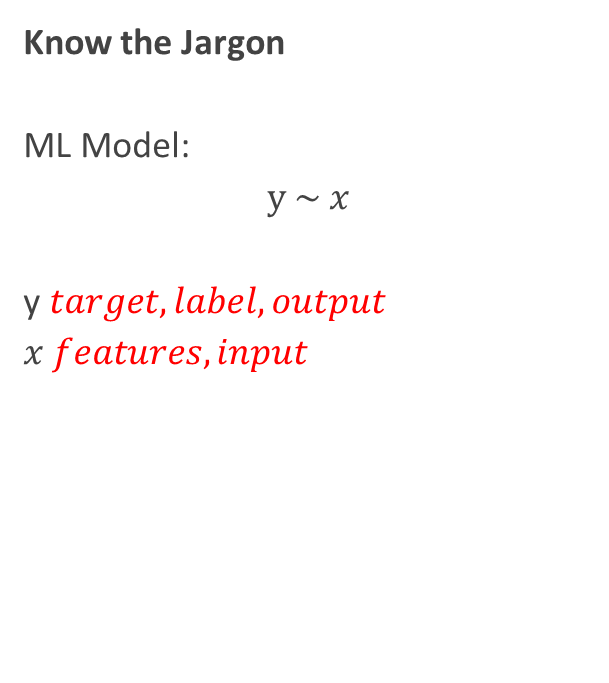 Know the Jargon
ML Model:
y ~ x
y target, label, output
x features, input